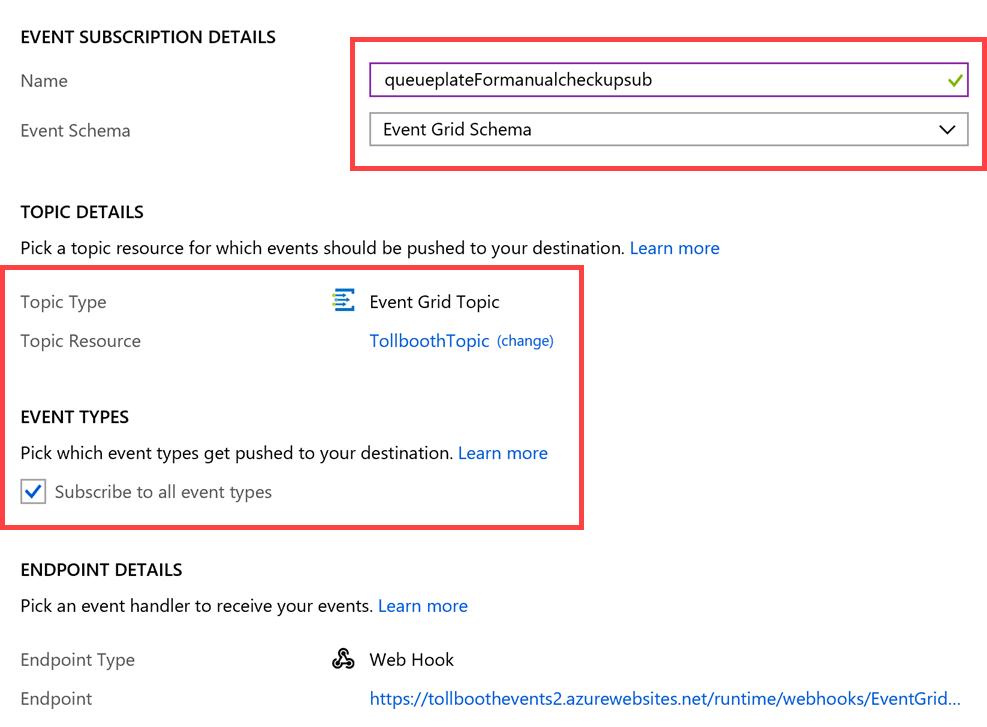 EVENT SUBSCRIPTION DETAILS
Name queueplateFormanualcheckupsub
Event Schema Event Grid Schema
TOPIC DETAILS
Pick a topic resource for which events should be pushed to your destination. Learn more
Topic Type Event Grid Topic
Topic Resource TollboothTopic (change)
EVENT TYPES
Pick which event types get pushed to your destination. Learn more
Subscribe to all event types
ENDPOINT DETAILS
Pick an event handler to receive your events. Learn more
Endpoint Type Web Hook
Endpoint https://tollboothevents2.azurewebsites.net/runtime/webhooks/EventGrid...